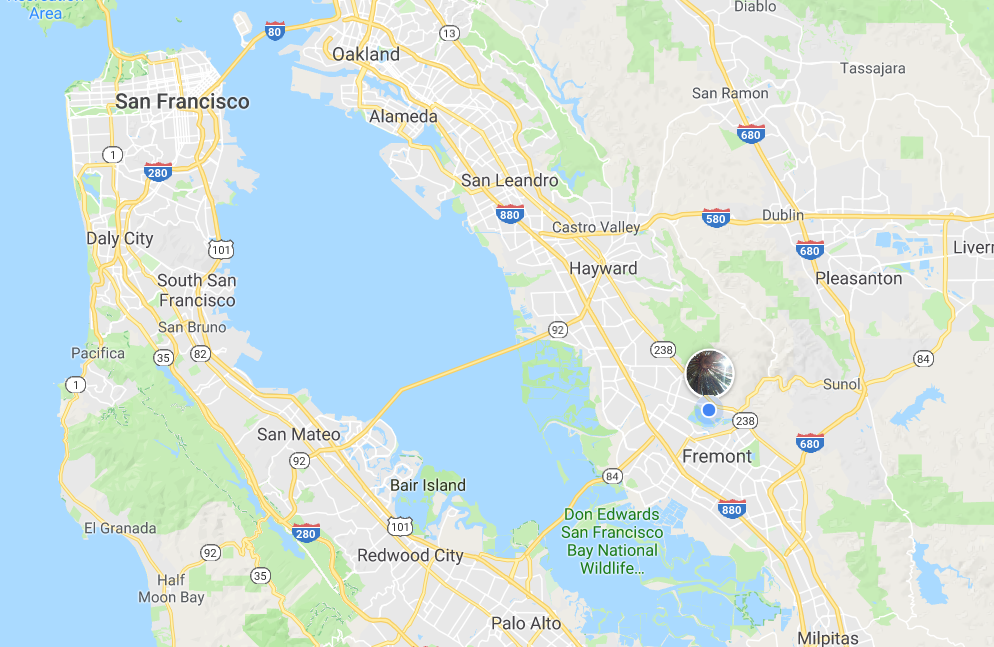 Recreation
Area
80
13
Diablo
Oakland
Tassajara
San Ramon
San Francisco
Alameda
680
1
280
San Leandro
880
580
Dublin
Castro Valley
Daly City
101
680
Hayward
Pleasanton
South San
Francisco
San Bruno
92
Pacifica
35
82
238
84
1
Sunol
238
San Mateo
680
Fremont
92
84
Bair Island
880
Don Edwards
San Francisco
Bay National
Wildlife...
El Granada
101
280
92
Redwood City
35
Half
Moon Bay
Palo Alto
Milpitas